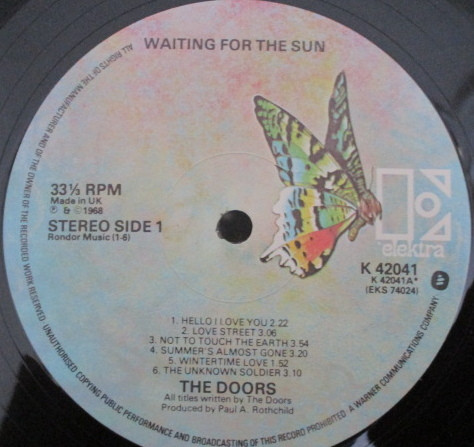 WAITING FOR THE SUN
33⅓ RPM
Made in UK
Ⓟ & © 1968
STEREO SIDE 1
Rondor Music (1-6)
elektra
K 42041
K 42041A*
(EKS 74024)
1. HELLO I LOVE YOU 2.22
2. LOVE STREET 3.06
3. NOT TO TOUCH THE EARTH 3.54
4. SUMMER'S ALMOST GONE 3.20
5. WINTERTIME LOVE 1.52
6. THE UNKNOWN SOLDIER 3.10
THE DOORS
All titles written by The Doors
Produced by Paul A. Rothchild
ALL RIGHTS OF THE MANUFACTURER AND OF THE OWNER OF THE RECORDED WORK RESERVED · UNAUTHORISED COPYING PUBLIC PERFORMANCE AND BROADCASTING OF THIS RECORD PROHIBITED · A WARNER COMMUNICATIONS COMPANY